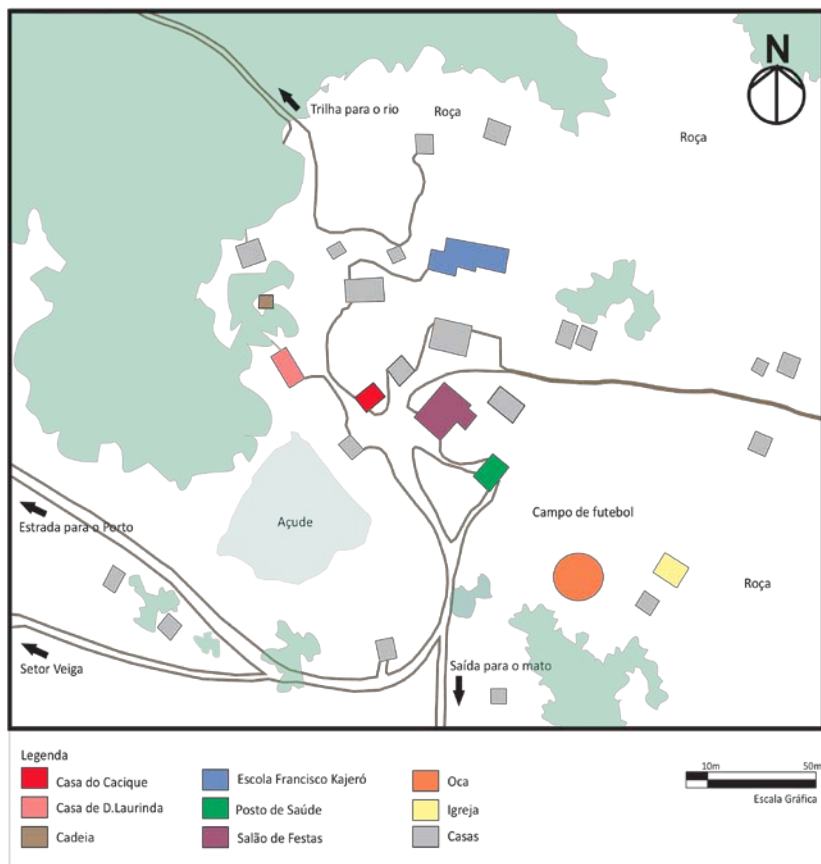 N
Trilha para o rio
Roça
Roça
Açude
Estrada para o Porto
Campo de futebol
Roça
Setor Veiga
Saída para o mato
Legenda
Casa do Cacique
Casa de D.Laurinda
Cadeia
Escola Francisco Kajeró
Posto de Saúde
Salão de Festas
Oca
Igreja
Casas
10m
50m
Escala Gráfica